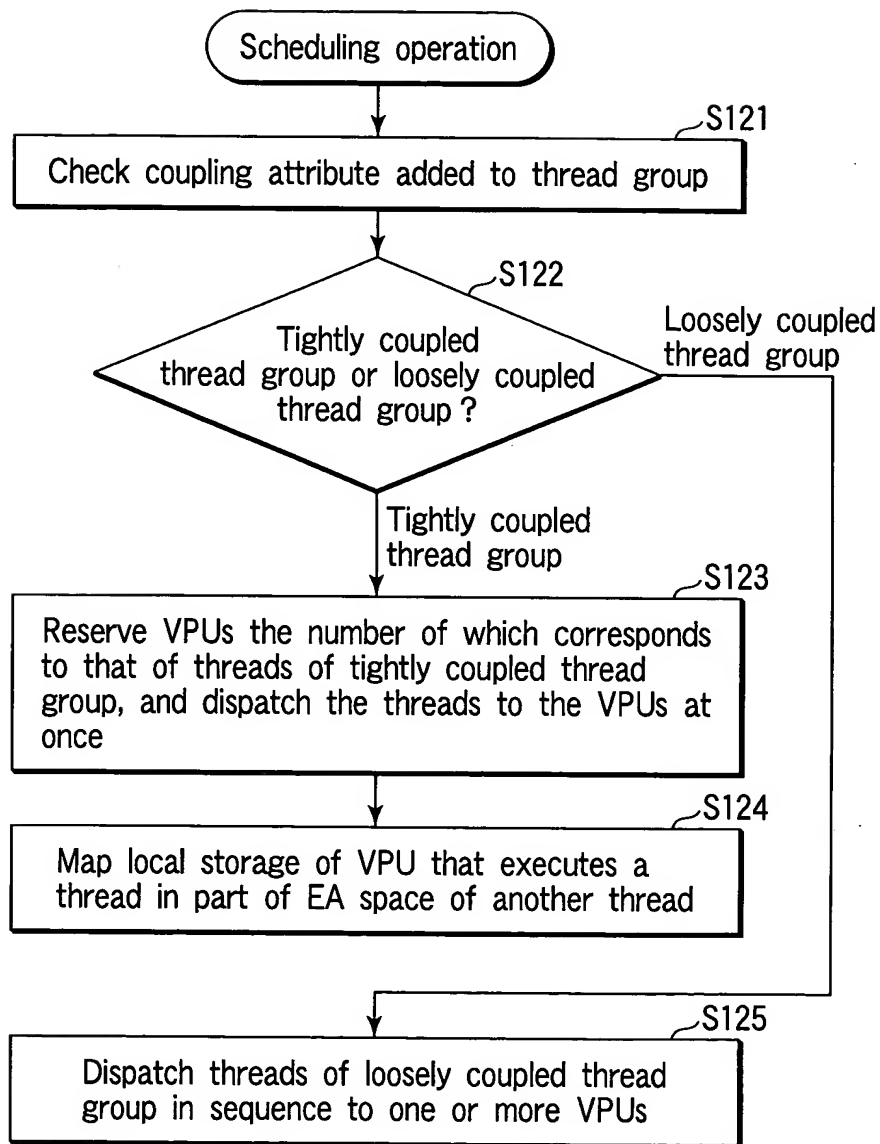 Scheduling operation
S121
Check coupling attribute added to thread group
S122
Tightly coupled
thread group or loosely coupled
thread group ?
Loosely coupled
thread group
Tightly coupled
thread group
S123
Reserve VPUs the number of which corresponds
to that of threads of tightly coupled thread
group, and dispatch the threads to the VPUs at
once
S124
Map local storage of VPU that executes a
thread in part of EA space of another thread
S125
Dispatch threads of loosely coupled thread
group in sequence to one or more VPUs